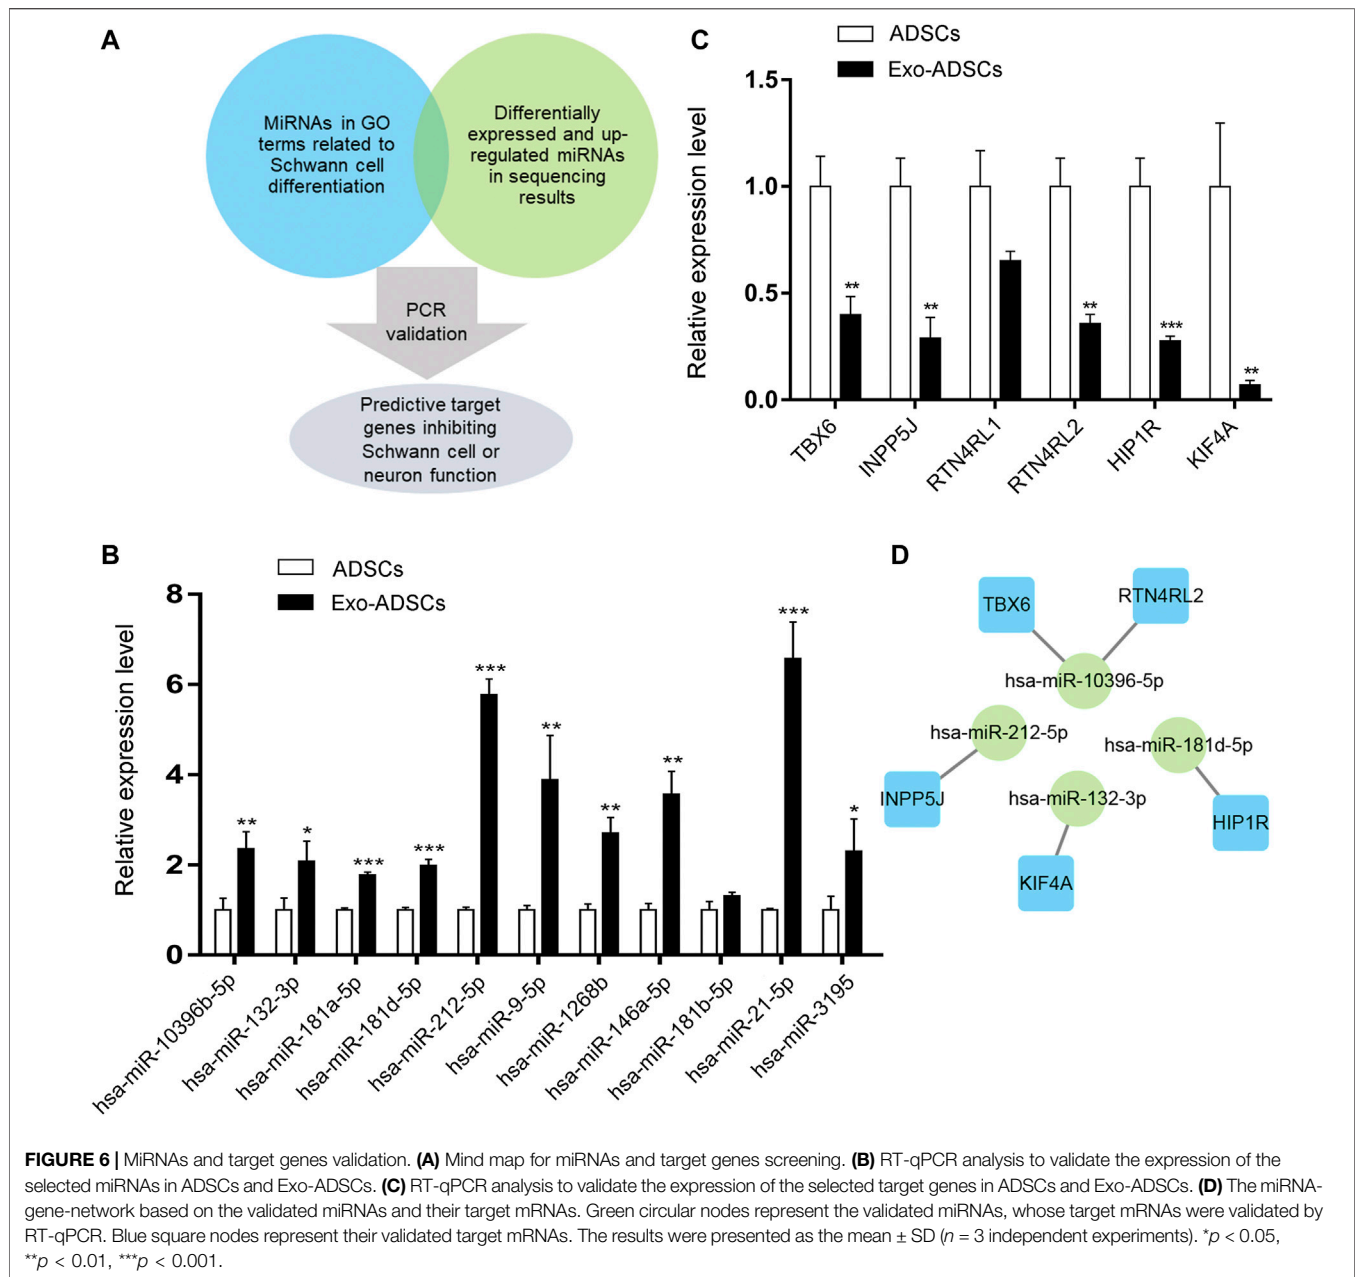 A
MiRNAs in GO
terms related to
Schwann cell
differentiation
Differentially
expressed and up-
regulated miRNAs
in sequencing
results
PCR
validation
Predictive target
genes inhibiting
Schwann cell or
neuron function
C
ADSCs
Exo-ADSCs
Relative expression level
1.5
1.0
0.5
0.0
**
**
**
***
**
TBX6
INPP5J
RTN4RL1
RTN4RL2
HIP1R
KIF4A
B
ADSCs
Exo-ADSCs
Relative expression level
8
6
4
2
0
**
*
***
***
***
**
**
**
***
*
hsa-miR-10396b-5p
hsa-miR-132-3p
hsa-miR-181a-5p
hsa-miR-181d-5p
hsa-miR-212-5p
hsa-miR-9-5p
hsa-miR-1268b
hsa-miR-146a-5p
hsa-miR-181b-5p
hsa-miR-21-5p
hsa-miR-3195
D
TBX6
RTN4RL2
hsa-miR-10396-5p
hsa-miR-212-5p
hsa-miR-181d-5p
INPP5J
hsa-miR-132-3p
HIP1R
KIF4A
FIGURE 6 | MiRNAs and target genes validation. (A) Mind map for miRNAs and target genes screening. (B) RT-qPCR analysis to validate the expression of the
selected miRNAs in ADSCs and Exo-ADSCs. (C) RT-qPCR analysis to validate the expression of the selected target genes in ADSCs and Exo-ADSCs. (D) The miRNA-
gene-network based on the validated miRNAs and their target mRNAs. Green circular nodes represent the validated miRNAs, whose target mRNAs were validated by
RT-qPCR. Blue square nodes represent their validated target mRNAs. The results were presented as the mean ± SD (n = 3 independent experiments). *p < 0.05,
**p < 0.01, ***p < 0.001.